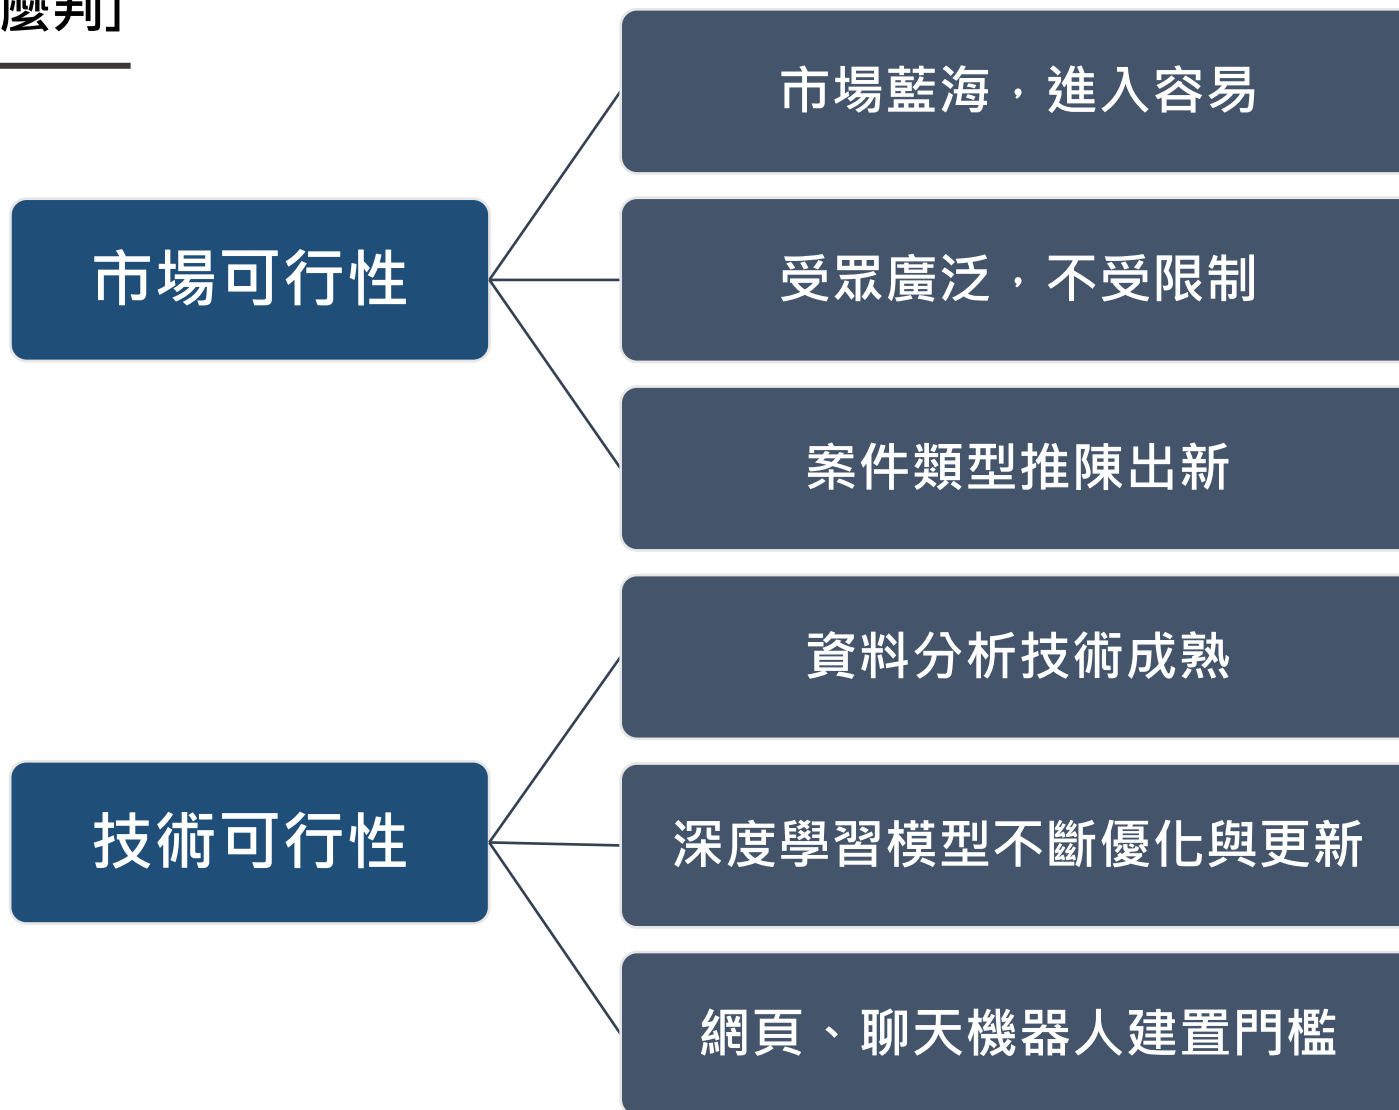 麼判」
市場可行性
市場藍海，進入容易
受眾廣泛，不受限制
案件類型推陳出新
技術可行性
資料分析技術成熟
深度學習模型不斷優化與更新
網頁、聊天機器人建置門檻